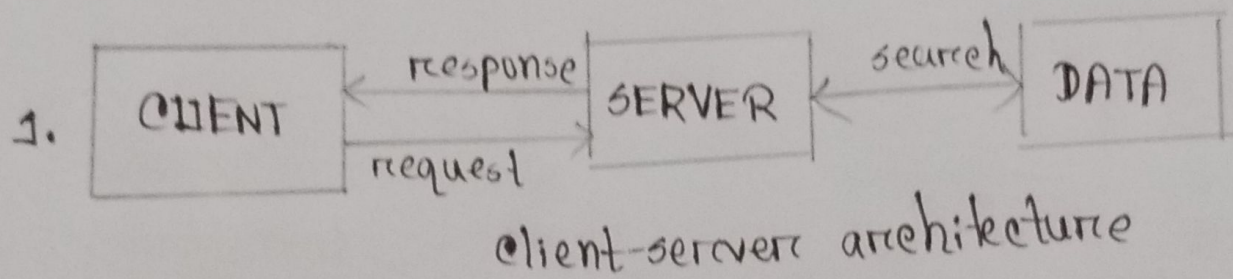 response
search
1. CLIENT
SERVER
DATA
request
client-server architecture